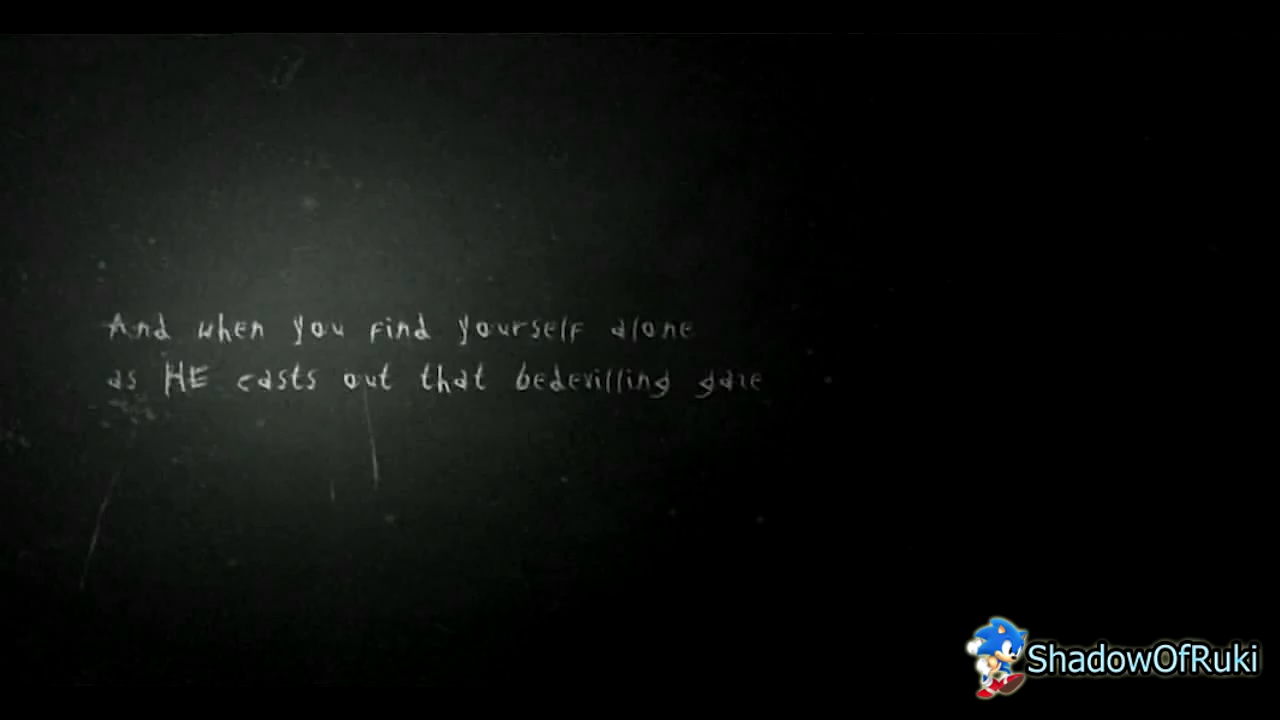 And when you find yourself alone
as HE casts out that bedevilling gaze
ShadowOfRuki